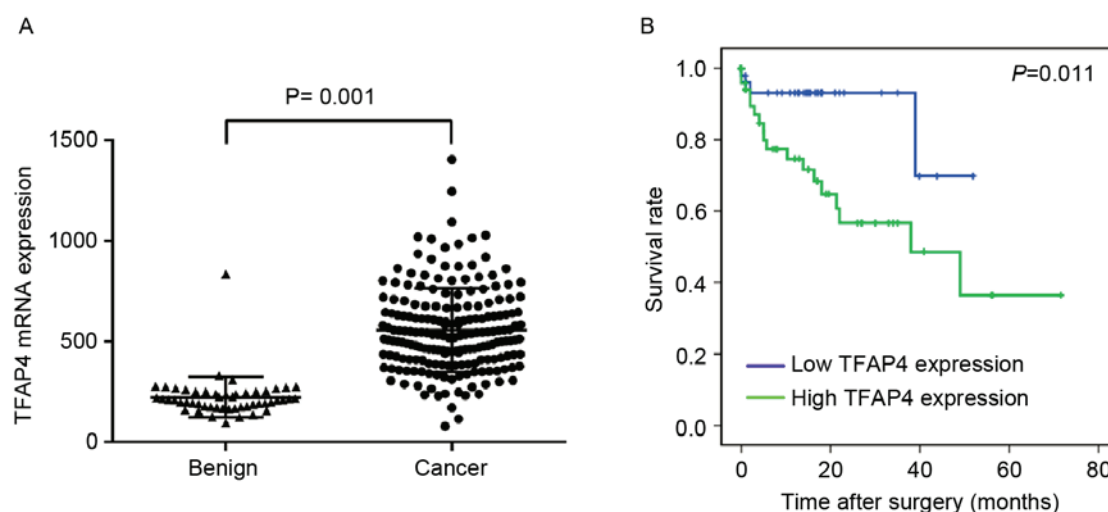 A
P= 0.001
TFAP4 mRNA expression
1500
1000
500
0
Benign
Cancer
B
P=0.011
Survival rate
1.0
0.8
0.6
0.4
0.2
0.0
Low TFAP4 expression
High TFAP4 expression
0
20
40
60
80
Time after surgery (months)